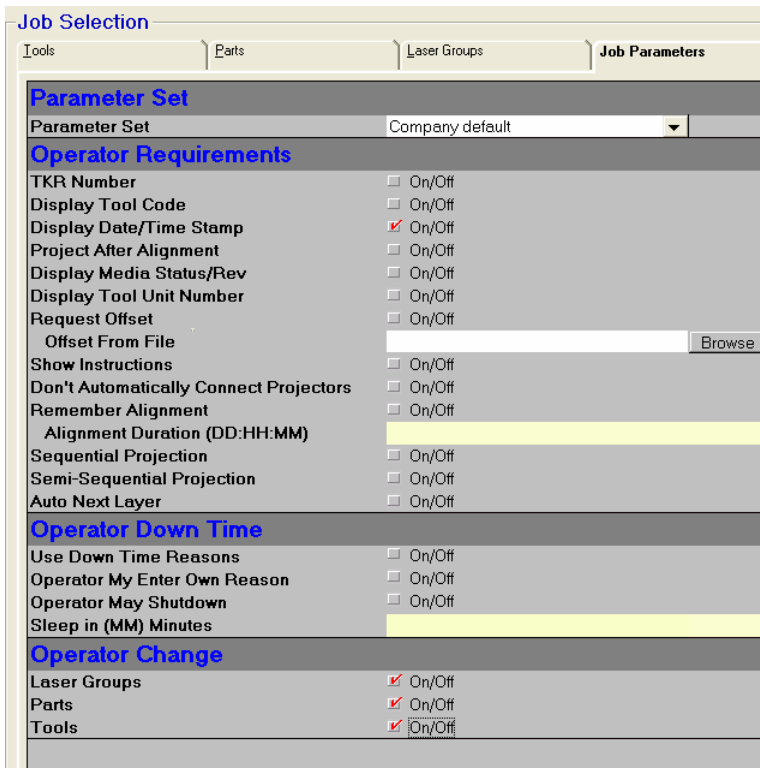 Job Selection
Tools Parts Laser Groups Job Parameters
Parameter Set
Parameter Set Company default
Operator Requirements
TKR Number On/Off
Display Tool Code On/Off
Display Date/Time Stamp On/Off
Project After Alignment On/Off
Display Media Status/Rev On/Off
Display Tool Unit Number On/Off
Request Offset On/Off
Offset From File Browse
Show Instructions On/Off
Don't Automatically Connect Projectors On/Off
Remember Alignment On/Off
Alignment Duration (DD:HH:MM)
Sequential Projection On/Off
Semi-Sequential Projection On/Off
Auto Next Layer On/Off
Operator Down Time
Use Down Time Reasons On/Off
Operator My Enter Own Reason On/Off
Operator May Shutdown On/Off
Sleep in (MM) Minutes
Operator Change
Laser Groups On/Off
Parts On/Off
Tools On/Off